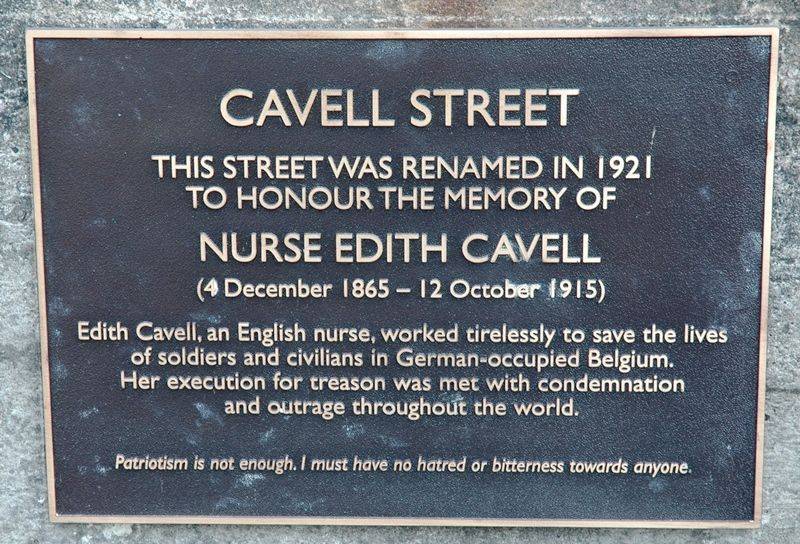 CAVELL STREET
THIS STREET WAS RENAMED IN 1921
TO HONOUR THE MEMORY OF
NURSE EDITH CAVELL
(4 December 1865 – 12 October 1915)
Edith Cavell, an English nurse, worked tirelessly to save the lives
of soldiers and civilians in German-occupied Belgium.
Her execution for treason was met with condemnation
and outrage throughout the world.
Patriotism is not enough. I must have no hatred or bitterness towards anyone.